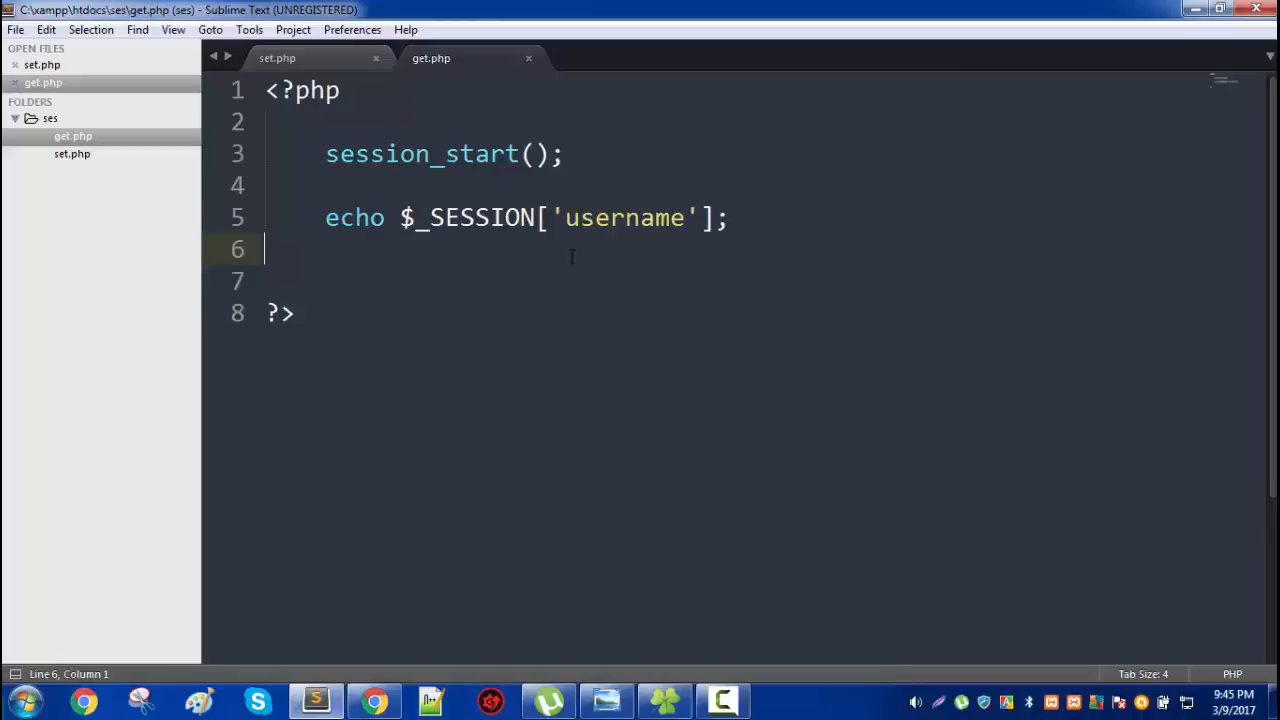 C:\xampp\htdocs\ses\get.php (ses) - Sublime Text (UNREGISTERED)
File Edit Selection Find View Goto Tools Project Preferences Help
OPEN FILES
set.php
get.php
FOLDERS
ses
get.php
set.php
set.php get.php
1 <?php
2
3 session_start();
4
5 echo $_SESSION['username'];
6
7
8 ?>
Line 6, Column 1 Tab Size: 4 PHP
9:45 PM
3/9/2017